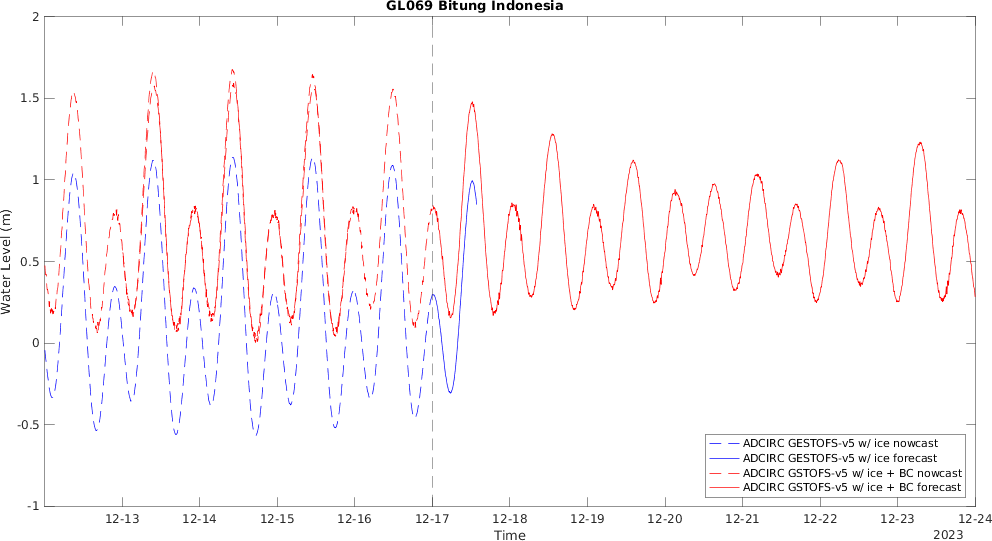 GL069 Bitung Indonesia
2
1.5
1
0.5
0
-0.5
-1
Water Level (m)
ADCIRC GESTOFS-v5 w/ ice nowcast
ADCIRC GESTOFS-v5 w/ ice forecast
ADCIRC GSTOFS-v5 w/ ice + BC nowcast
ADCIRC GSTOFS-v5 w/ ice + BC forecast
12-13 12-14 12-15 12-16 12-17 12-18 12-19 12-20 12-21 12-22 12-23 12-24
Time
2023